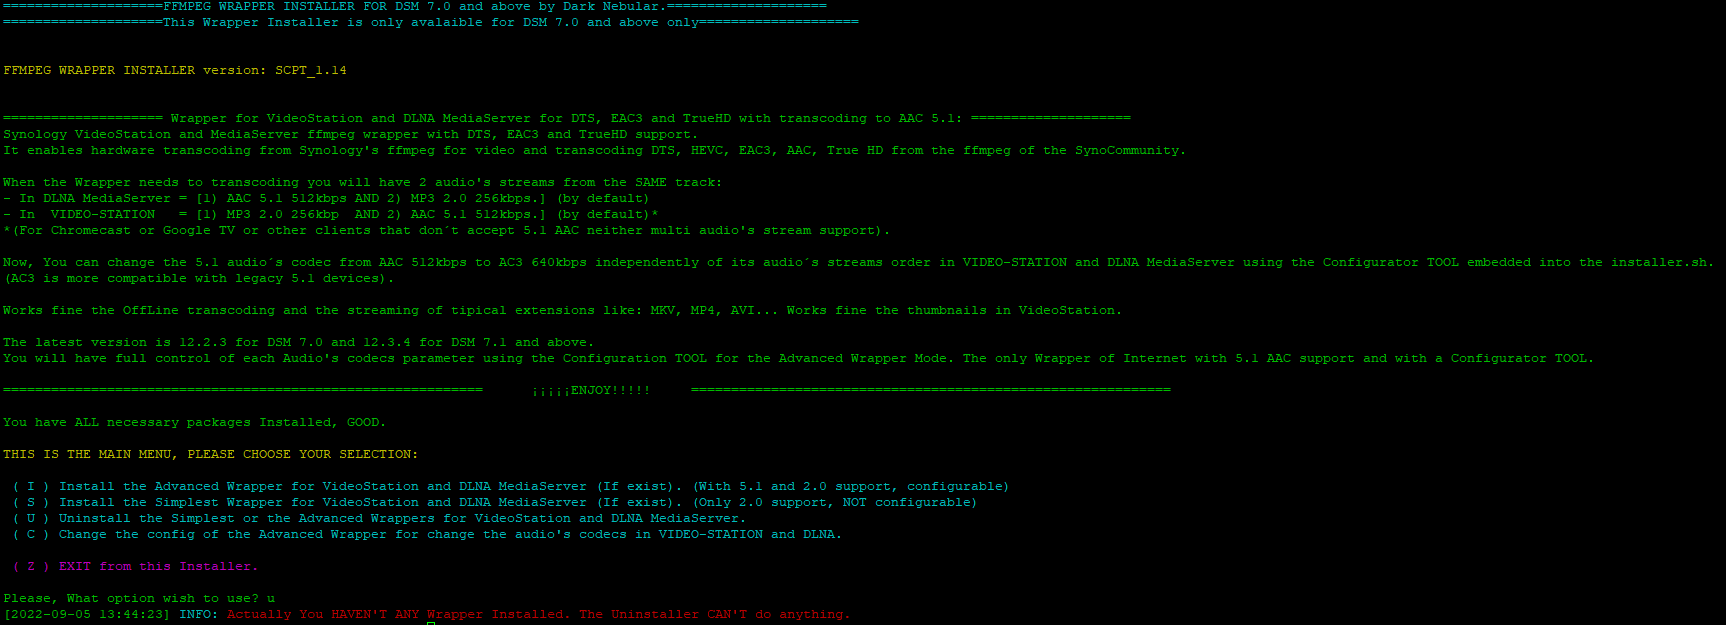 ====================FFMPEG WRAPPER INSTALLER FOR DSM 7.0 and above by Dark Nebular.====================
====================This Wrapper Installer is only avalaible for DSM 7.0 and above only====================
FFMPEG WRAPPER INSTALLER version: SCPT_1.14
==================== Wrapper for VideoStation and DLNA MediaServer for DTS, EAC3 and TrueHD with transcoding to AAC 5.1: ====================
Synology VideoStation and MediaServer ffmpeg wrapper with DTS, EAC3 and TrueHD support.
It enables hardware transcoding from Synology's ffmpeg for video and transcoding DTS, HEVC, EAC3, AAC, True HD from the ffmpeg of the SynoCommunity.
When the Wrapper needs to transcoding you will have 2 audio's streams from the SAME track:
- In DLNA MediaServer = [1) AAC 5.1 512kbps AND 2) MP3 2.0 256kbps.] (by default)
- In  VIDEO-STATION   = [1) MP3 2.0 256kbp  AND 2) AAC 5.1 512kbps.] (by default)*
*(For Chromecast or Google TV or other clients that don´t accept 5.1 AAC neither multi audio's stream support).
Now, You can change the 5.1 audio´s codec from AAC 512kbps to AC3 640kbps independently of its audio´s streams order in VIDEO-STATION and DLNA MediaServer using the Configurator TOOL embedded into the installer.sh.
(AC3 is more compatible with legacy 5.1 devices).
Works fine the OffLine transcoding and the streaming of tipical extensions like: MKV, MP4, AVI... Works fine the thumbnails in VideoStation.
The latest version is 12.2.3 for DSM 7.0 and 12.3.4 for DSM 7.1 and above.
You will have full control of each Audio's codecs parameter using the Configuration TOOL for the Advanced Wrapper Mode. The only Wrapper of Internet with 5.1 AAC support and with a Configurator TOOL.
============================================================      ¡¡¡¡¡ENJOY!!!!!     ============================================================
You have ALL necessary packages Installed, GOOD.
THIS IS THE MAIN MENU, PLEASE CHOOSE YOUR SELECTION:
( I ) Install the Advanced Wrapper for VideoStation and DLNA MediaServer (If exist). (With 5.1 and 2.0 support, configurable)
( S ) Install the Simplest Wrapper for VideoStation and DLNA MediaServer (If exist). (Only 2.0 support, NOT configurable)
( U ) Uninstall the Simplest or the Advanced Wrappers for VideoStation and DLNA MediaServer.
( C ) Change the config of the Advanced Wrapper for change the audio's codecs in VIDEO-STATION and DLNA.
( Z ) EXIT from this Installer.
Please, What option wish to use? u
[2022-09-05 13:44:23] INFO: Actually You HAVEN'T ANY Wrapper Installed. The Uninstaller CAN'T do anything.